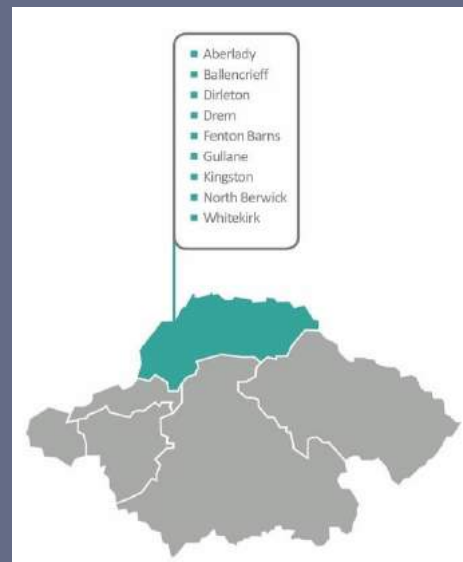 Aberlady
Ballencrieff
Dirleton
Drem
Fenton Barns
Gullane
Kingston
North Berwick
Whitekirk